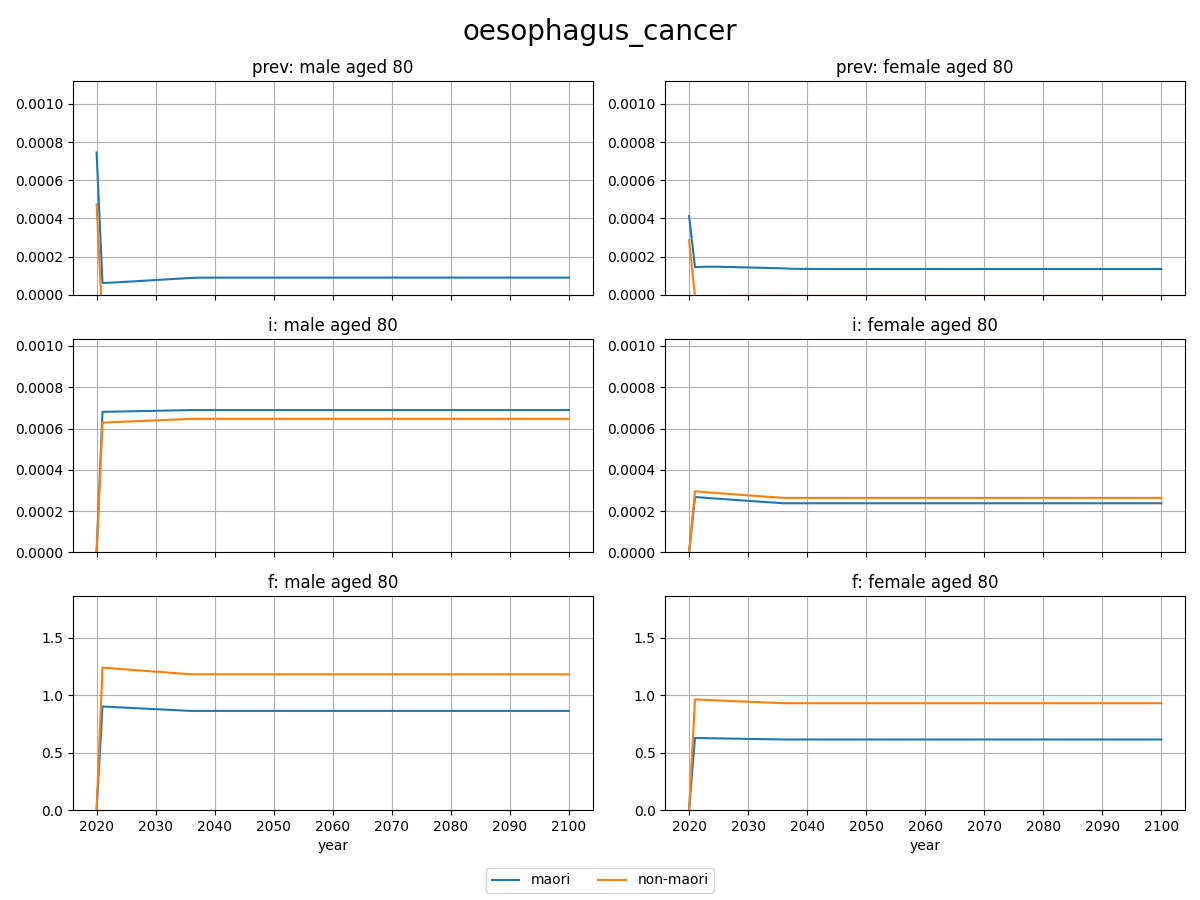 oesophagus_cancer
prev: male aged 80
0.0010
0.0008
0.0006
0.0004
0.0002
0.0000
prev: female aged 80
0.0010
0.0008
0.0006
0.0004
0.0002
0.0000
i: male aged 80
0.0010
0.0008
0.0006
0.0004
0.0002
0.0000
i: female aged 80
0.0010
0.0008
0.0006
0.0004
0.0002
0.0000
f: male aged 80
1.5
1.0
0.5
0.0
2020 2030 2040 2050 2060 2070 2080 2090 2100
year
f: female aged 80
1.5
1.0
0.5
0.0
2020 2030 2040 2050 2060 2070 2080 2090 2100
year
maori non-maori